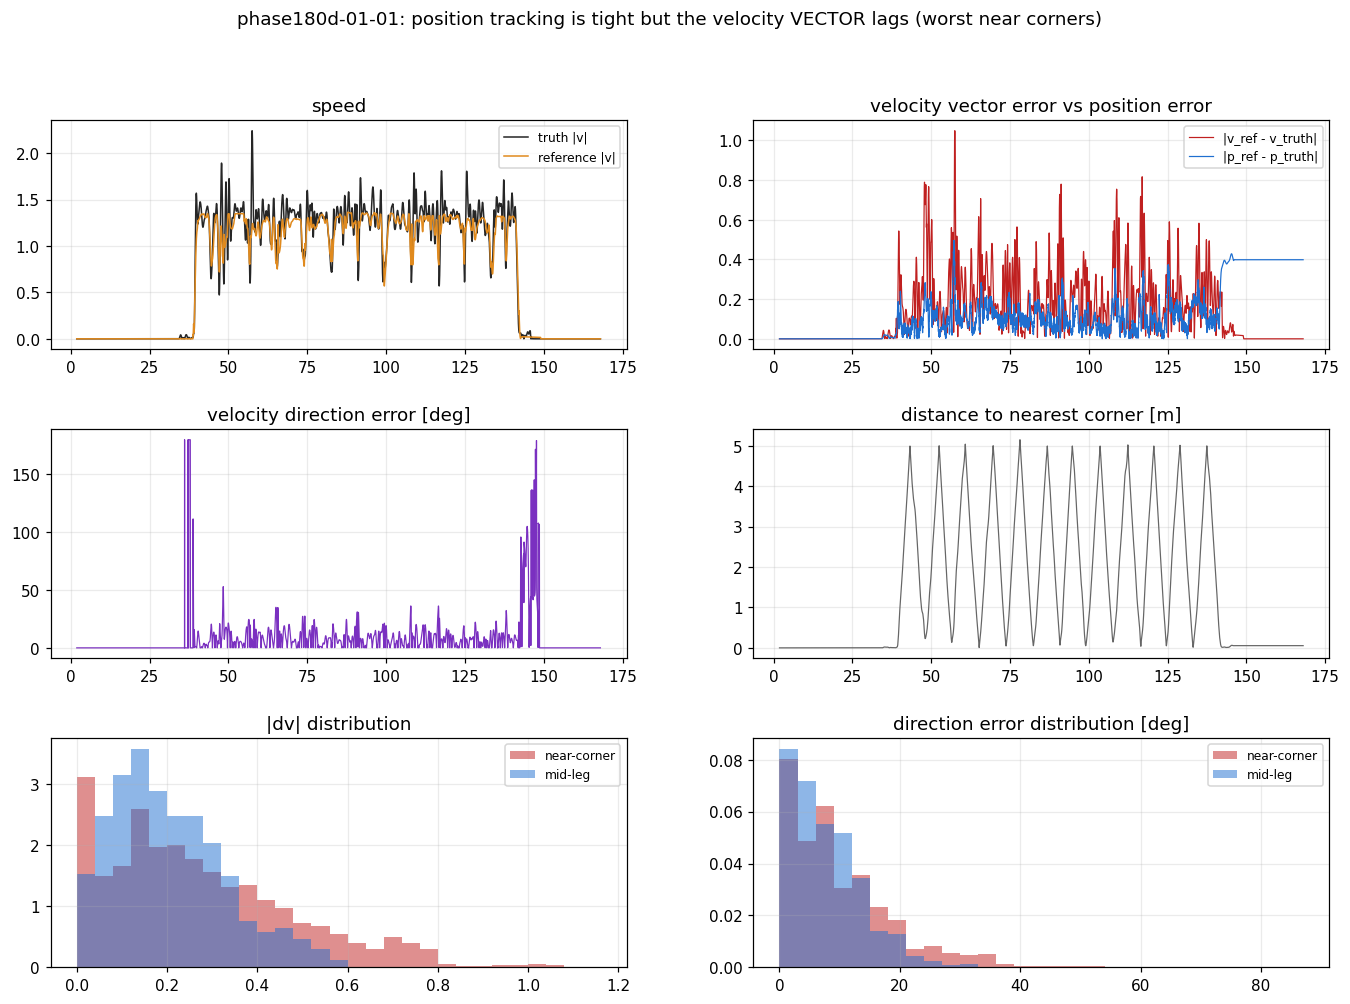 phase180d-01-01: position tracking is tight but the velocity VECTOR lags (worst near corners)
speed
truth |v|
reference |v|
2.0
1.5
1.0
0.5
0.0
0 25 50 75 100 125 150 175
velocity vector error vs position error
|v_ref - v_truth|
|p_ref - p_truth|
1.0
0.8
0.6
0.4
0.2
0.0
0 25 50 75 100 125 150 175
velocity direction error [deg]
150
100
50
0
0 25 50 75 100 125 150 175
distance to nearest corner [m]
5
4
3
2
1
0
0 25 50 75 100 125 150 175
|dv| distribution
near-corner
mid-leg
3
2
1
0
0.0 0.2 0.4 0.6 0.8 1.0 1.2
direction error distribution [deg]
near-corner
mid-leg
0.08
0.06
0.04
0.02
0.00
0 20 40 60 80